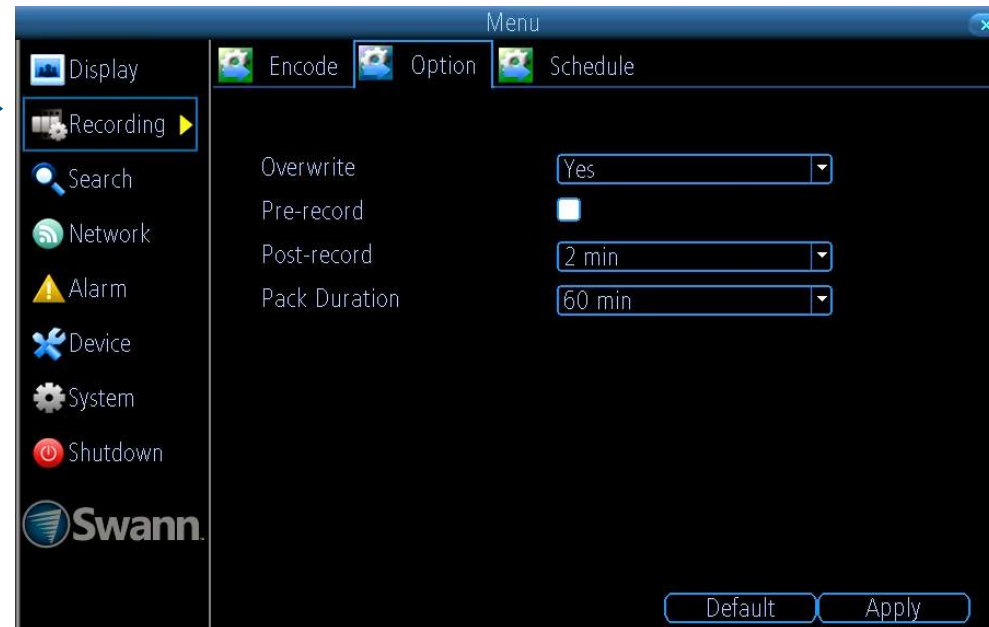 Menu
Display
Recording
Search
Network
Alarm
Device
System
Shutdown
Swann
Encode Option Schedule
Overwrite Yes
Pre-record
Post-record 2 min
Pack Duration 60 min
Default Apply